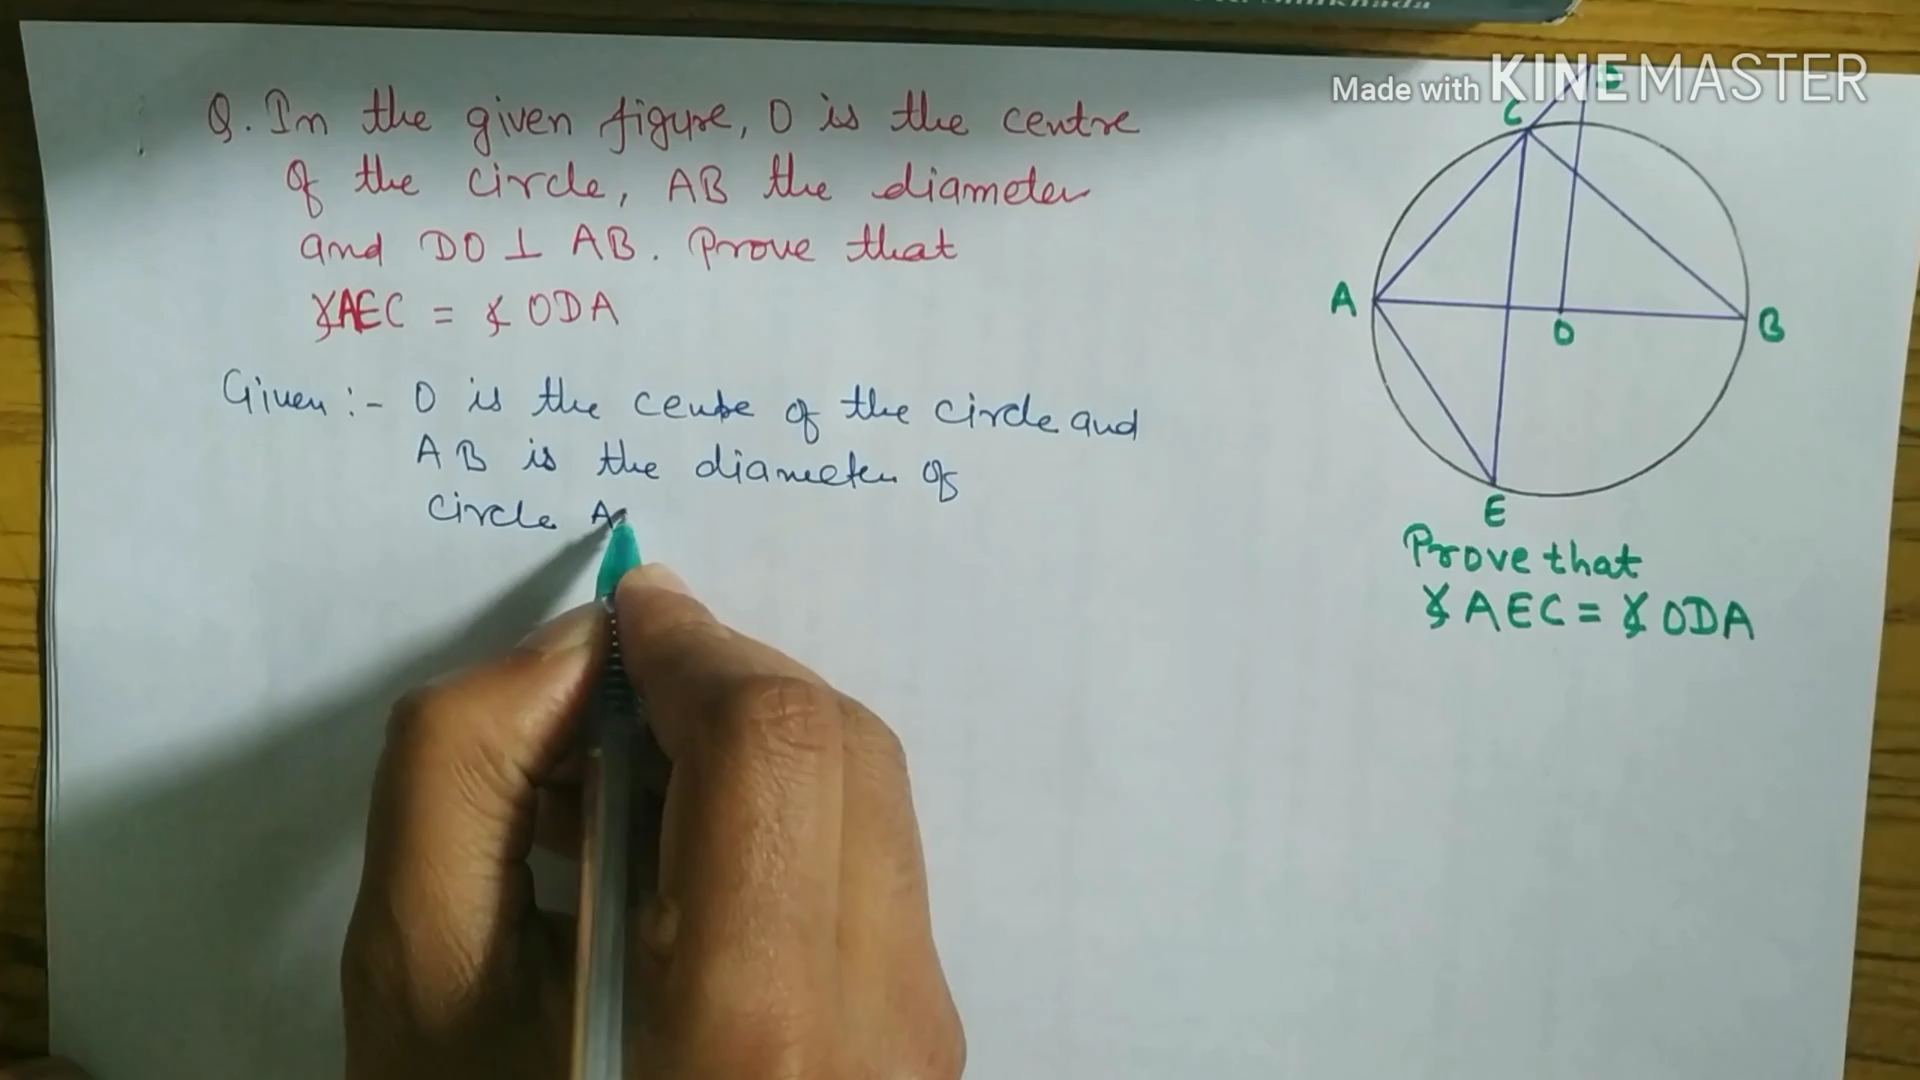 Made with KINEMASTER
Q. In the given figure, O is the centre
of the circle, AB the diameter
and DO ⊥ AB. Prove that
∡AEC = ∡ ODA
Given :- O is the centre of the circle and
AB is the diameter of
circle A
C
A
O
B
E
Prove that
∡ AEC = ∡ ODA